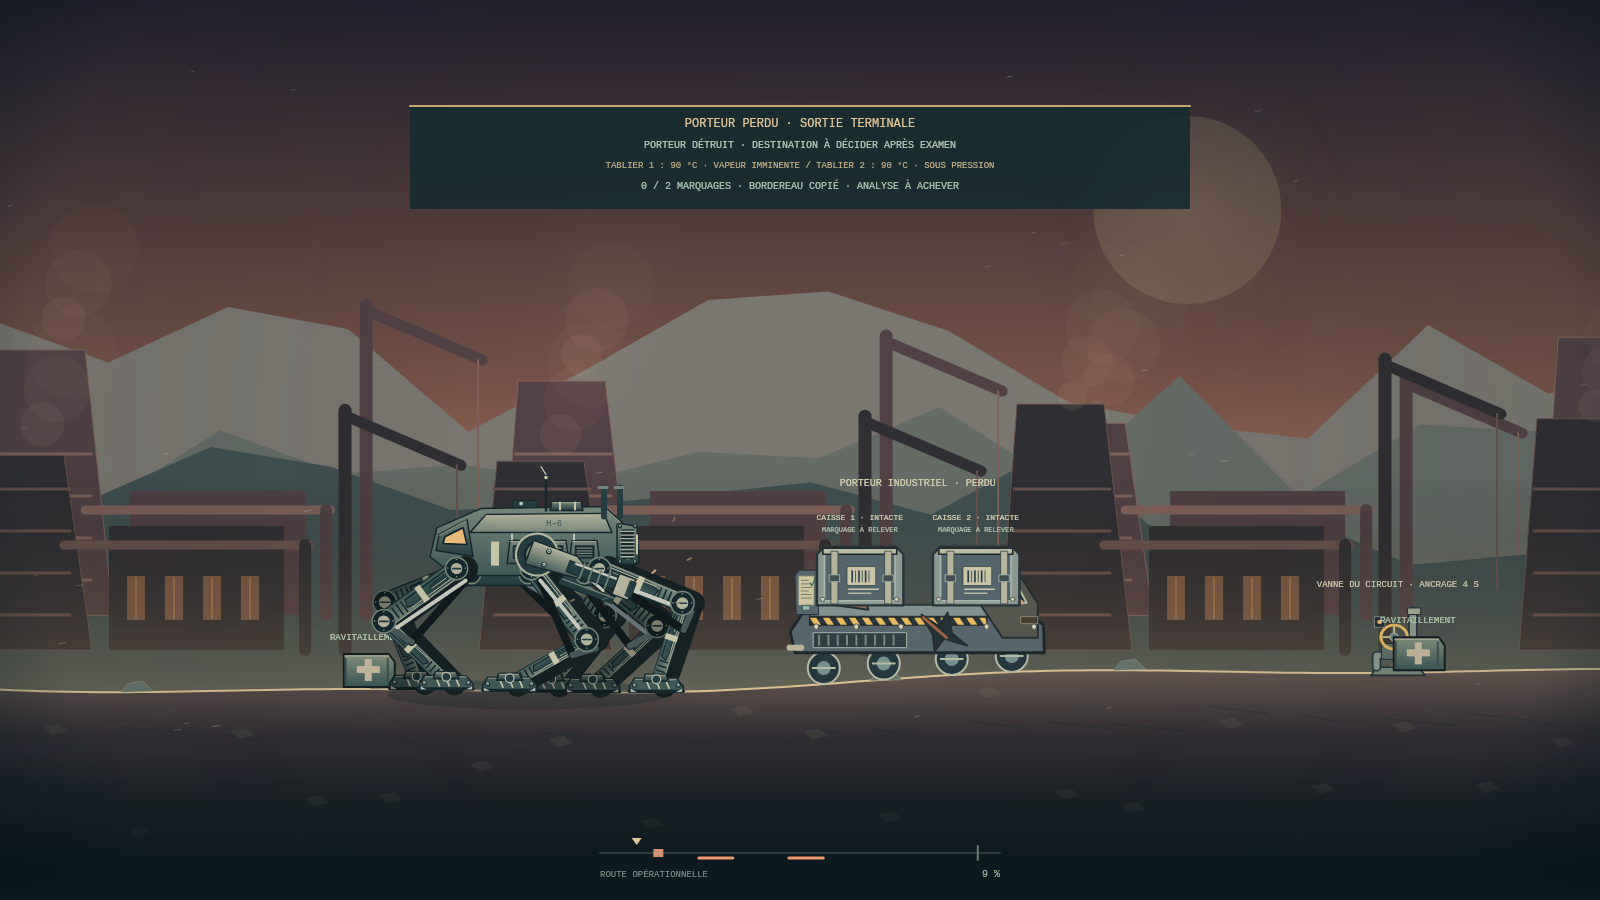 PORTEUR PERDU · SORTIE TERMINALE
PORTEUR DÉTRUIT · DESTINATION À DÉCIDER APRÈS EXAMEN
TABLIER 1 : 90 °C · VAPEUR IMMINENTE / TABLIER 2 : 90 °C · SOUS PRESSION
0 / 2 MARQUAGES · BORDEREAU COPIÉ · ANALYSE À ACHEVER
PORTEUR INDUSTRIEL · PERDU
CAISSE 1 · INTACTE
MARQUAGE À RELEVER
CAISSE 2 · INTACTE
MARQUAGE À RELEVER
H-6
VANNE DU CIRCUIT · ANCRAGE 4 S
RAVITAILLEMENT
RAVITAILLEM
ROUTE OPÉRATIONNELLE
9 %